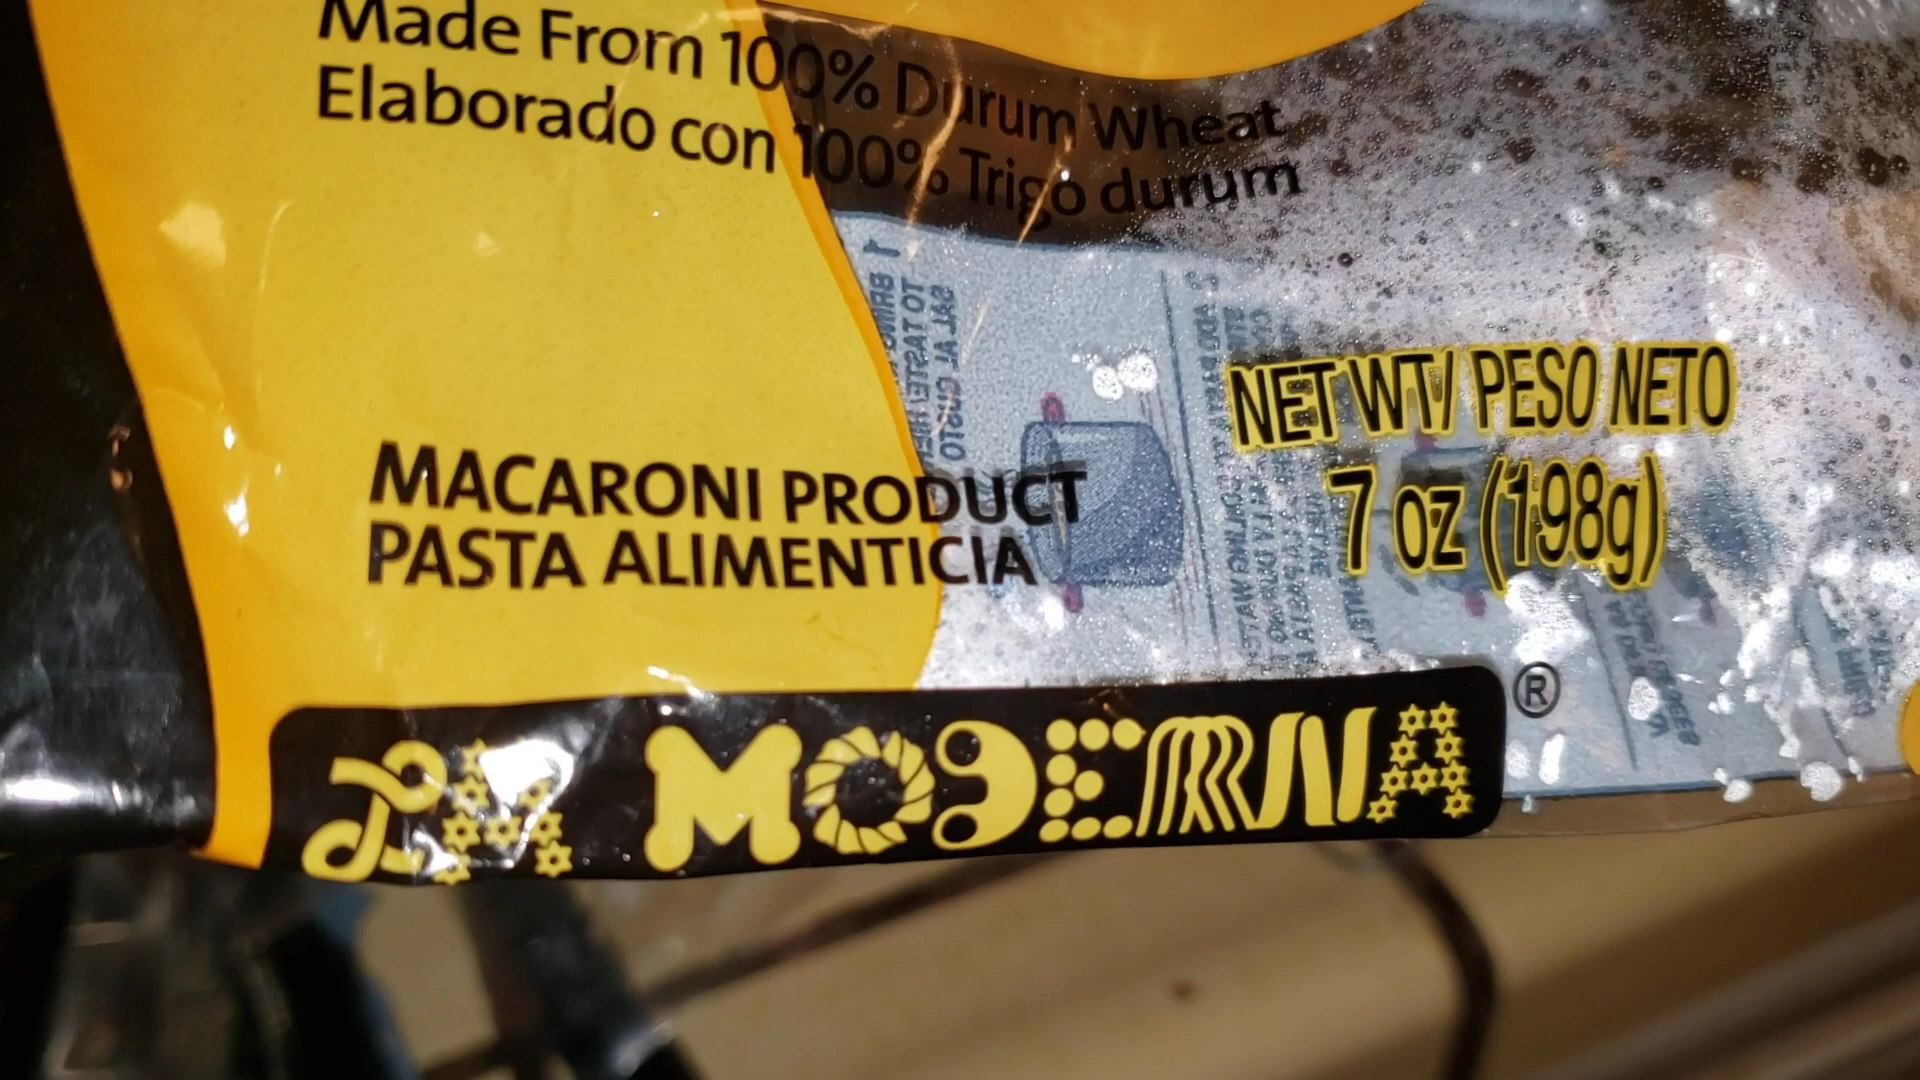 Made From 100% Durum Wheat
Elaborado con 100% Trigo durum
NET WT/ PESO NETO
7 oz (198g)
MACARONI PRODUCT
PASTA ALIMENTICIA
LA MODERNA ®